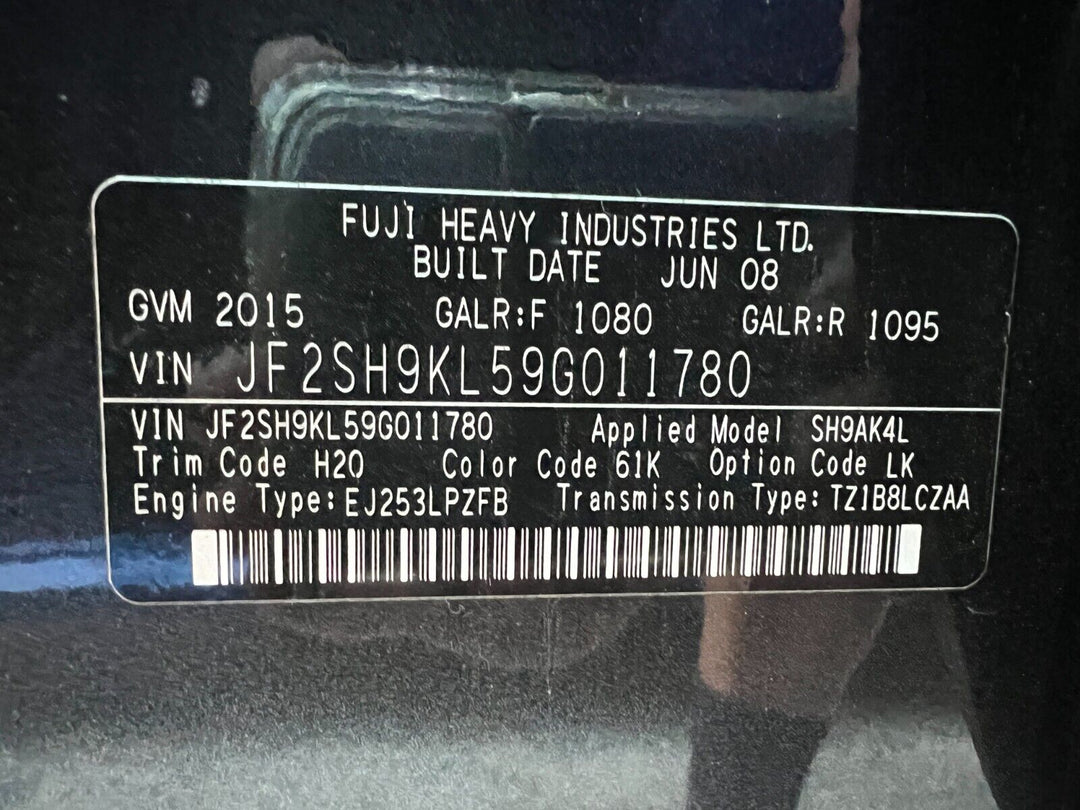 FUJI HEAVY INDUSTRIES LTD.
BUILT DATE JUN 08
GVM 2015 GALR:F 1080 GALR:R 1095
VIN JF2SH9KL59G011780
VIN JF2SH9KL59G011780 Applied Model SH9AK4L
Trim Code H20 Color Code 61K Option Code LK
Engine Type:EJ253LPZFB Transmission Type:TZ1B8LCZAA